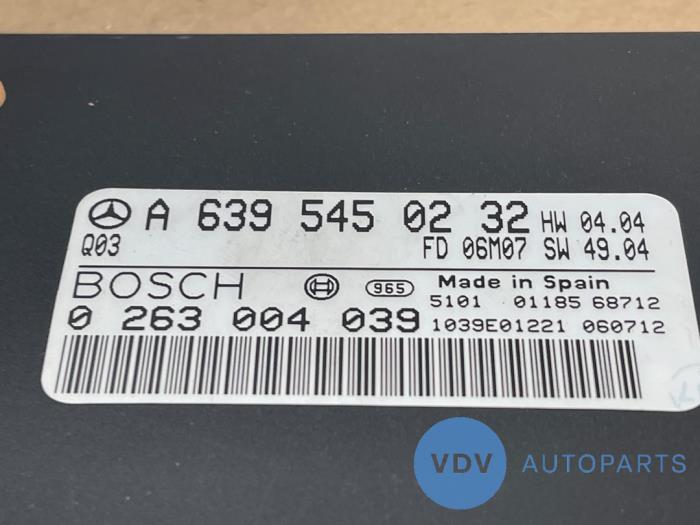 A 639 545 02 32 HW 04.04
Q03 FD 06M07 SW 49.04
BOSCH 965 Made in Spain
5101 01185 68712
0 263 004 039 1039E01221 060712
VDV AUTOPARTS